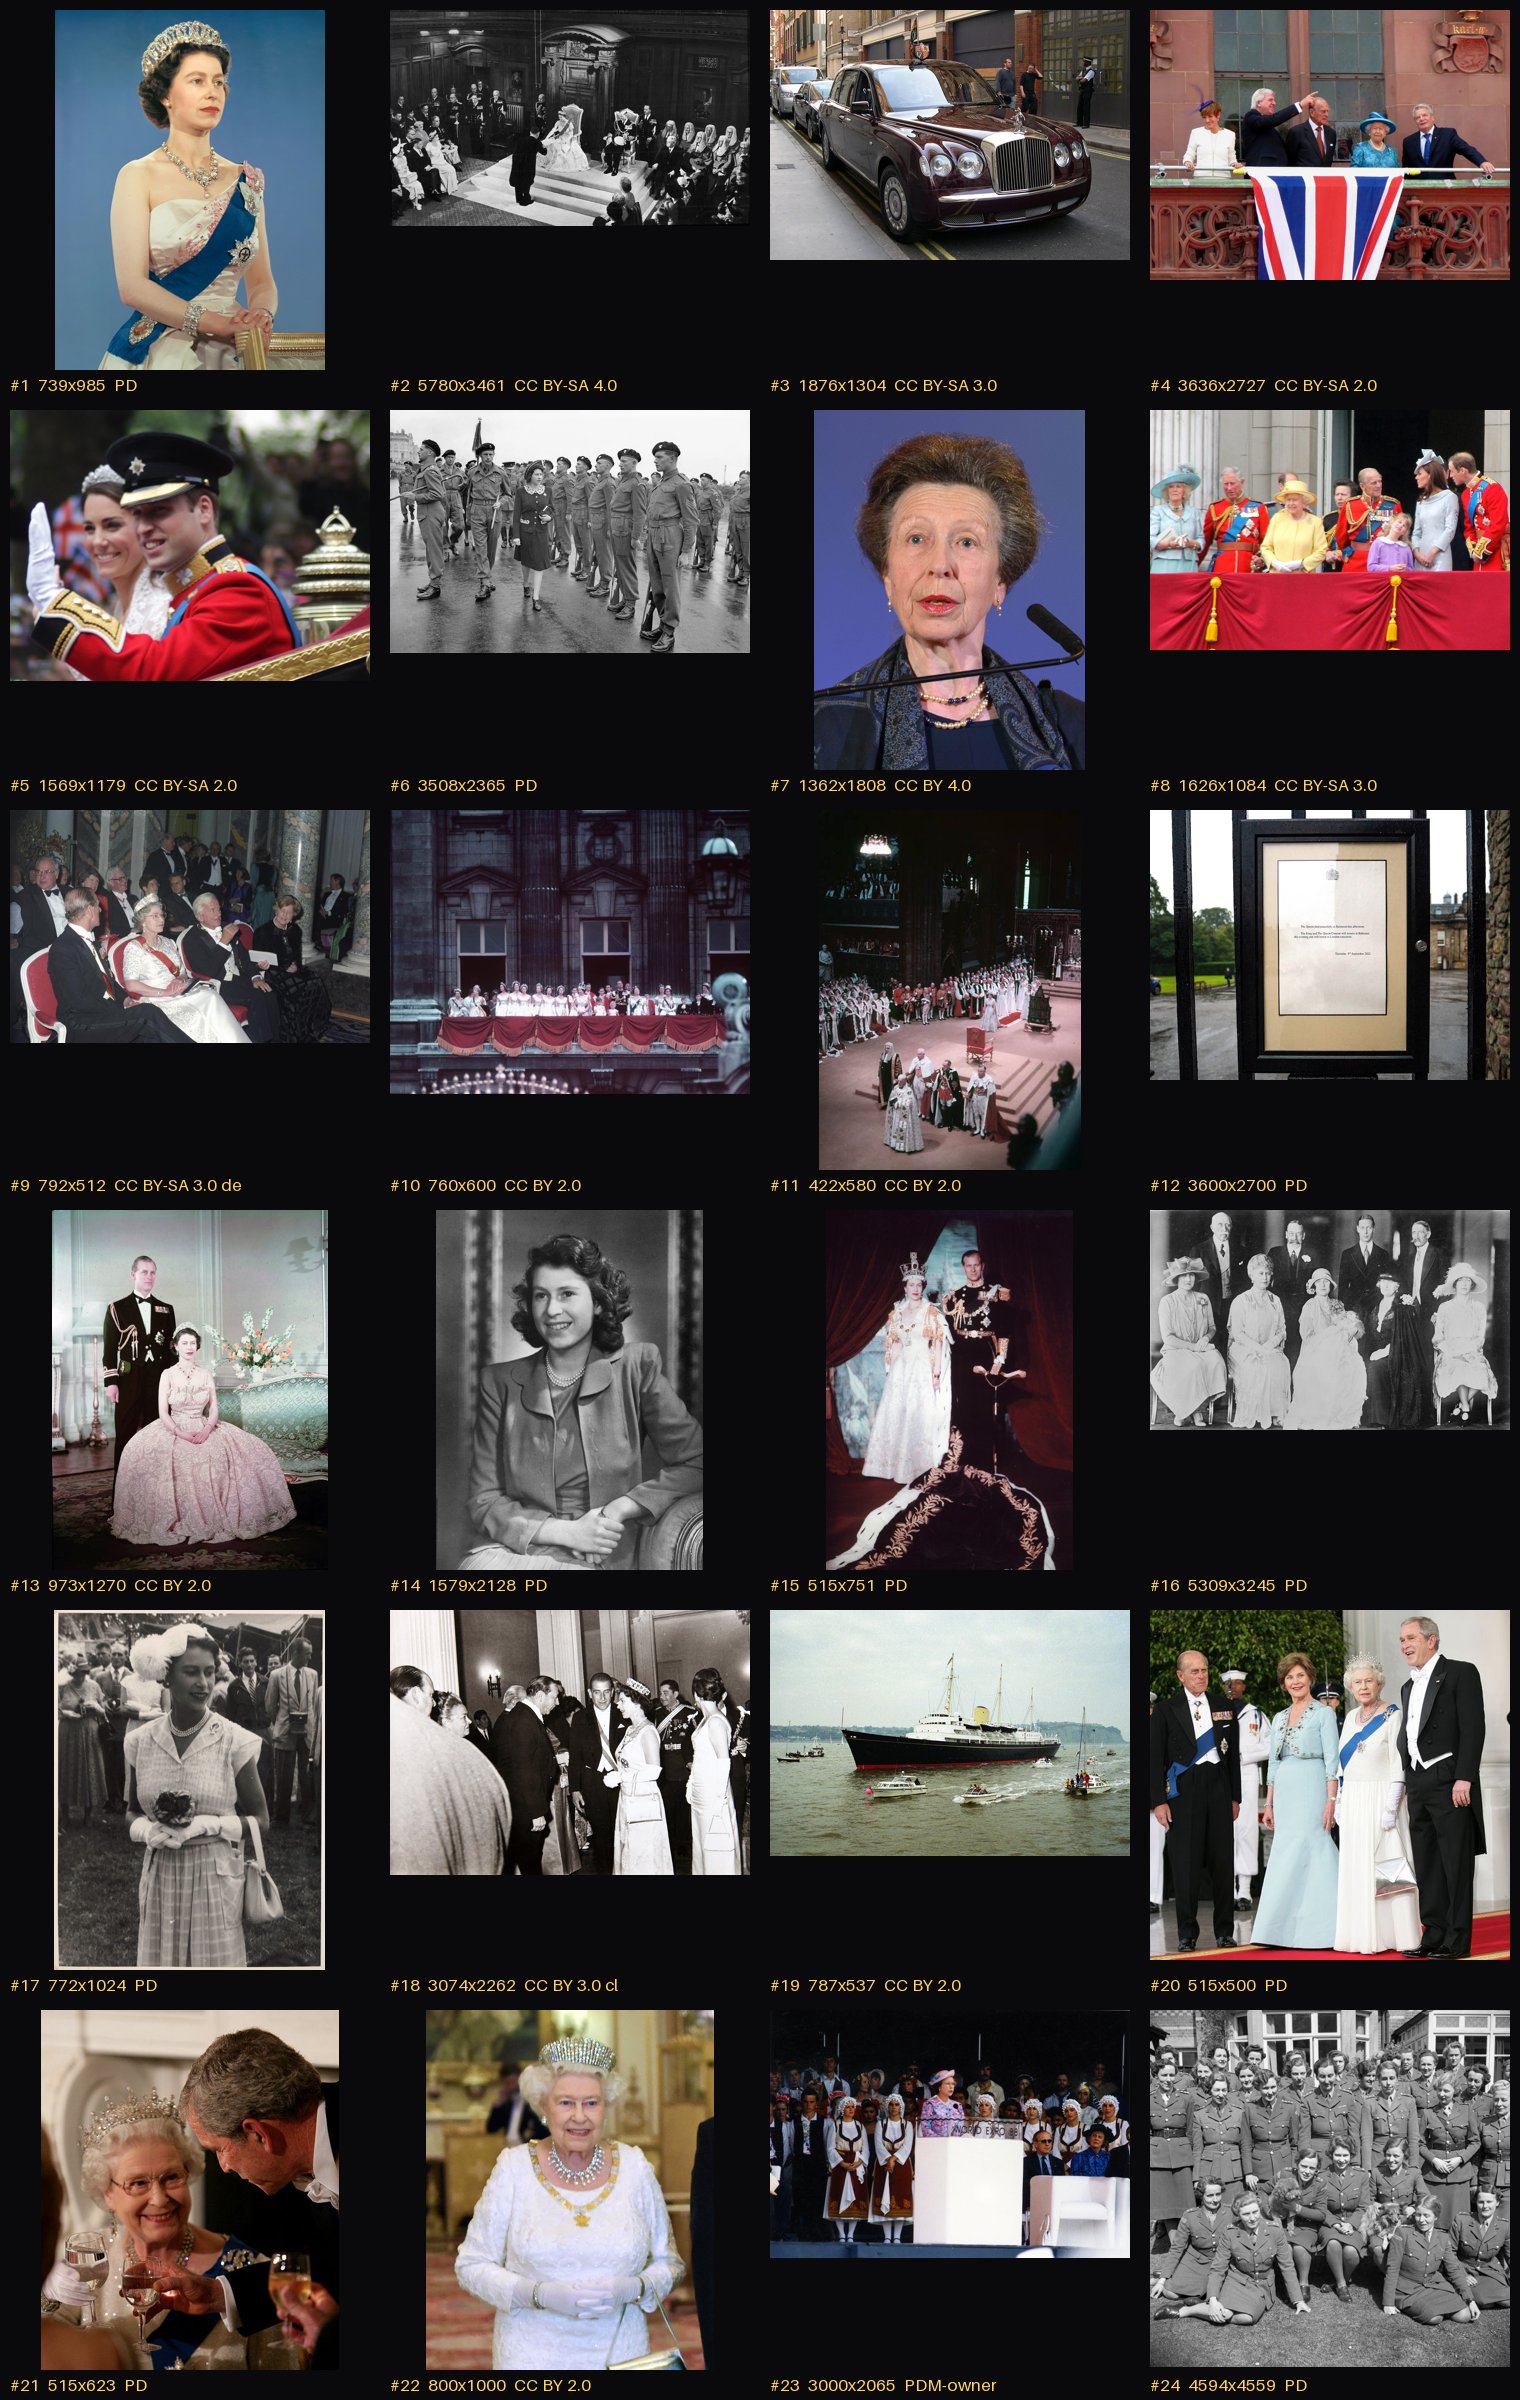 Karl IV
#1 739x985 PD
#2 5780x3461 CC BY-SA 4.0
#3 1876x1304 CC BY-SA 3.0
#4 3636x2727 CC BY-SA 2.0
#5 1569x1179 CC BY-SA 2.0
#6 3508x2365 PD
#7 1362x1808 CC BY 4.0
#8 1626x1084 CC BY-SA 3.0
#9 792x512 CC BY-SA 3.0 de
#10 760x600 CC BY 2.0
#11 422x580 CC BY 2.0
#12 3600x2700 PD
#13 973x1270 CC BY 2.0
#14 1579x2128 PD
#15 515x751 PD
#16 5309x3245 PD
#17 772x1024 PD
#18 3074x2262 CC BY 3.0 cl
#19 787x537 CC BY 2.0
#20 515x500 PD
WORLD EXPO 88
#21 515x623 PD
#22 800x1000 CC BY 2.0
#23 3000x2065 PDM-owner
#24 4594x4559 PD